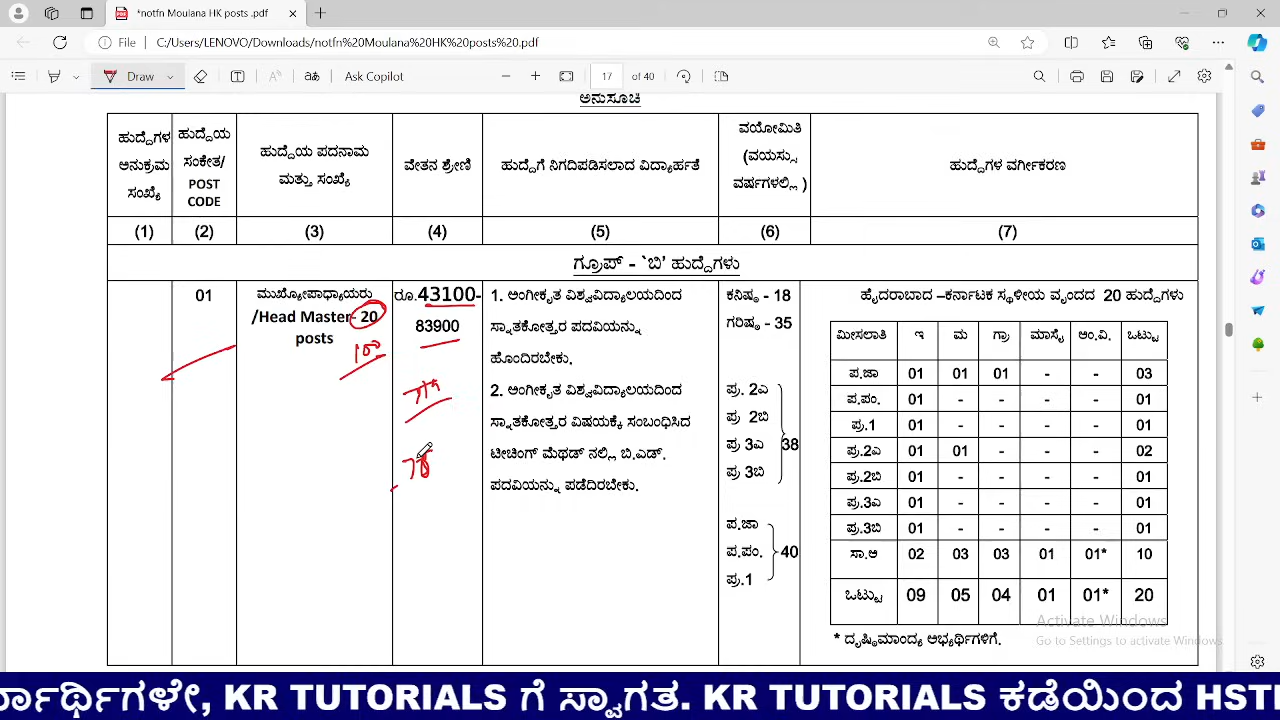 *notfn Moulana HK posts .pdf
File C:/Users/LENOVO/Downloads/notfn%20Moulana%20HK%20posts%20.pdf
Draw Ask Copilot 17 of 40
ಅನುಸೂಚಿ
ಹುದ್ದೆಗಳ ಅನುಕ್ರಮ ಸಂಖ್ಯೆ
ಹುದ್ದೆಯ ಸಂಕೇತ/ POST CODE
ಹುದ್ದೆಯ ಪದನಾಮ ಮತ್ತು ಸಂಖ್ಯೆ
ವೇತನ ಶ್ರೇಣಿ
ಹುದ್ದೆಗೆ ನಿಗದಿಪಡಿಸಲಾದ ವಿದ್ಯಾರ್ಹತೆ
ವಯೋಮಿತಿ (ವಯಸ್ಸು ವರ್ಷಗಳಲ್ಲಿ )
ಹುದ್ದೆಗಳ ವರ್ಗೀಕರಣ
(1) (2) (3) (4) (5) (6) (7)
ಗ್ರೂಪ್ - `ಬಿ' ಹುದ್ದೆಗಳು
01
ಮುಖ್ಯೋಪಾಧ್ಯಾಯರು
/Head Master- 20
posts
ರೂ.43100-
83900
1. ಅಂಗೀಕೃತ ವಿಶ್ವವಿದ್ಯಾಲಯದಿಂದ
ಸ್ನಾತಕೋತ್ತರ ಪದವಿಯನ್ನು
ಹೊಂದಿರಬೇಕು.
2. ಅಂಗೀಕೃತ ವಿಶ್ವವಿದ್ಯಾಲಯದಿಂದ
ಸ್ನಾತಕೋತ್ತರ ವಿಷಯಕ್ಕೆ ಸಂಬಂಧಿಸಿದ
ಟೀಚಿಂಗ್ ಮೆಥಡ್ ನಲ್ಲಿ ಬಿ.ಎಡ್.
ಪದವಿಯನ್ನು ಪಡೆದಿರಬೇಕು.
ಕನಿಷ್ಠ - 18
ಗರಿಷ್ಠ - 35
ಪ್ರ. 2ಎ
ಪ್ರ 2ಬಿ
ಪ್ರ 3ಎ 38
ಪ್ರ 3ಬಿ
ಪ.ಜಾ
ಪ.ಪಂ. 40
ಪ್ರ.1
ಹೈದರಾಬಾದ –ಕರ್ನಾಟಕ ಸ್ಥಳೀಯ ವೃಂದದ 20 ಹುದ್ದೆಗಳು
ಮೀಸಲಾತಿ ಇ ಮ ಗ್ರಾ ಮಾಸೈ ಅಂ.ವಿ. ಒಟ್ಟು
ಪ.ಜಾ 01 01 01 - - 03
ಪ.ಪಂ. 01 - - - - 01
ಪ್ರ.1 01 - - - - 01
ಪ್ರ.2ಎ 01 01 - - - 02
ಪ್ರ.2ಬಿ 01 - - - - 01
ಪ್ರ.3ಎ 01 - - - - 01
ಪ್ರ.3ಬಿ 01 - - - - 01
ಸಾ.ಅ 02 03 03 01 01* 10
ಒಟ್ಟು 09 05 04 01 01* 20
* ದೃಷ್ಟಿಮಾಂದ್ಯ ಅಭ್ಯರ್ಥಿಗಳಿಗೆ.
Activate Windows
Go to Settings to activate Windows.
ರ್ಥಿಗಳೇ, KR TUTORIALS ಗೆ ಸ್ವಾಗತ. KR TUTORIALS ಕಡೆಯಿಂದ HSTR